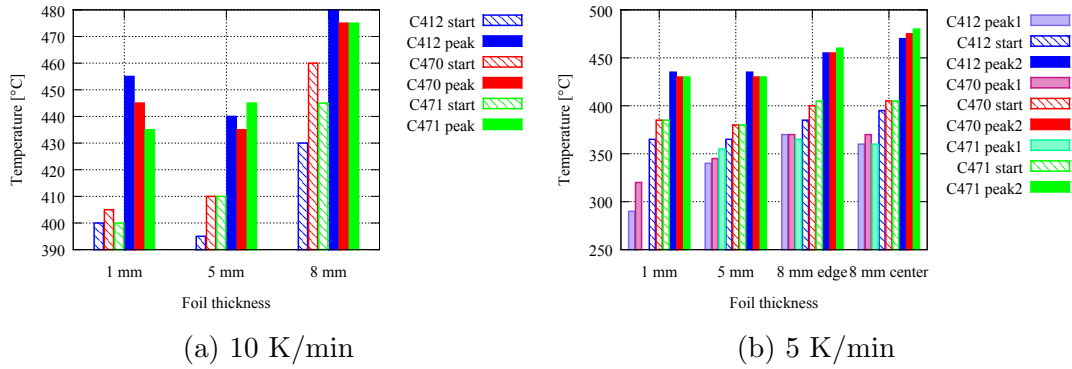 480
470
460
450
440
430
420
410
400
390
Temperature [°C]
1 mm 5 mm 8 mm
Foil thickness
C412 start
C412 peak
C470 start
C470 peak
C471 start
C471 peak
(a) 10 K/min
500
450
400
350
300
250
Temperature [°C]
1 mm 5 mm 8 mm edge 8 mm center
Foil thickness
C412 peak1
C412 start
C412 peak2
C470 peak1
C470 start
C470 peak2
C471 peak1
C471 start
C471 peak2
(b) 5 K/min